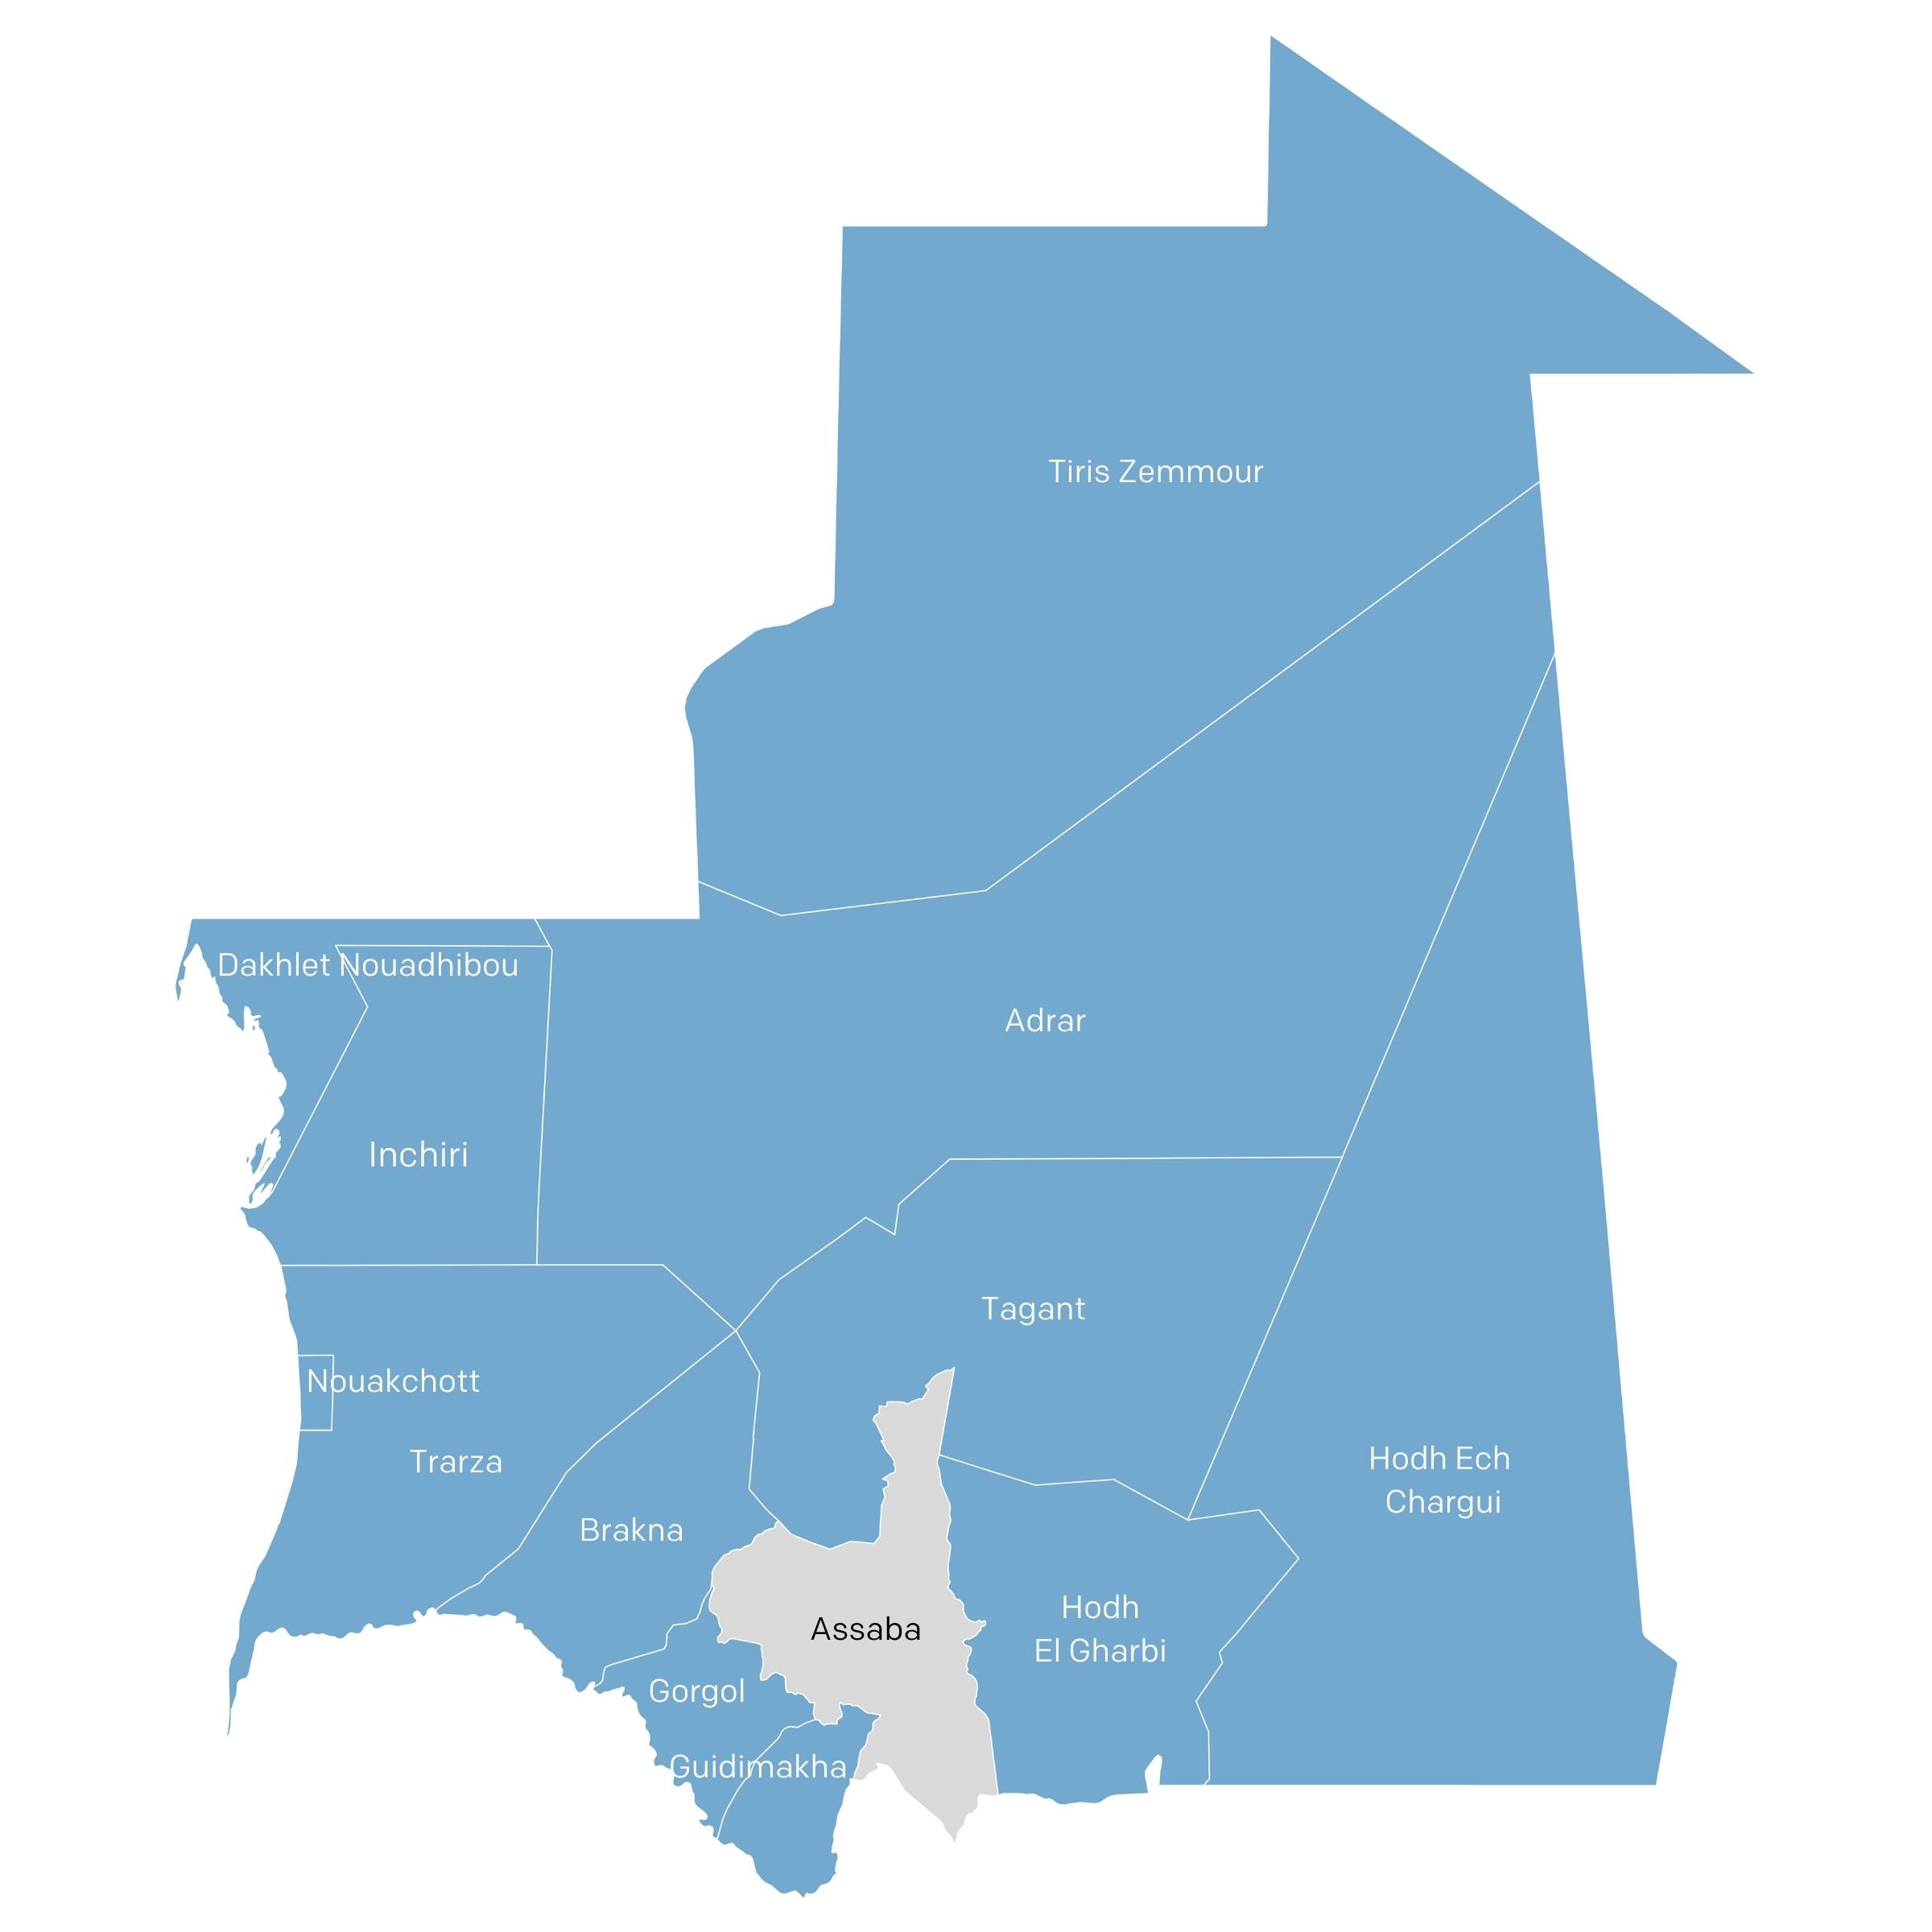 Tiris Zemmour
Dakhlet Nouadhibou
Adrar
Inchiri
Tagant
Nouakchott
Trarza
Hodh Ech
Chargui
Brakna
Hodh
El Gharbi
Assaba
Gorgol
Guidimakha